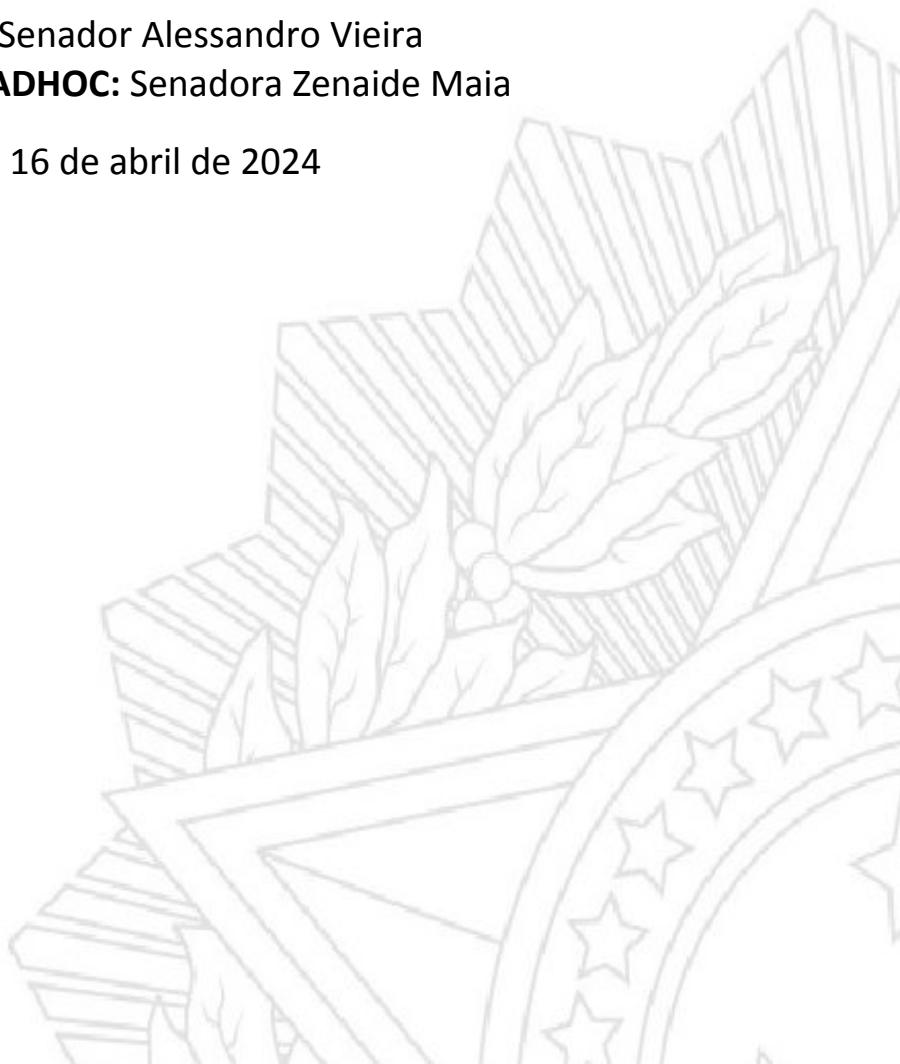 Senador Alessandro Vieira
ADHOC: Senadora Zenaide Maia
16 de abril de 2024